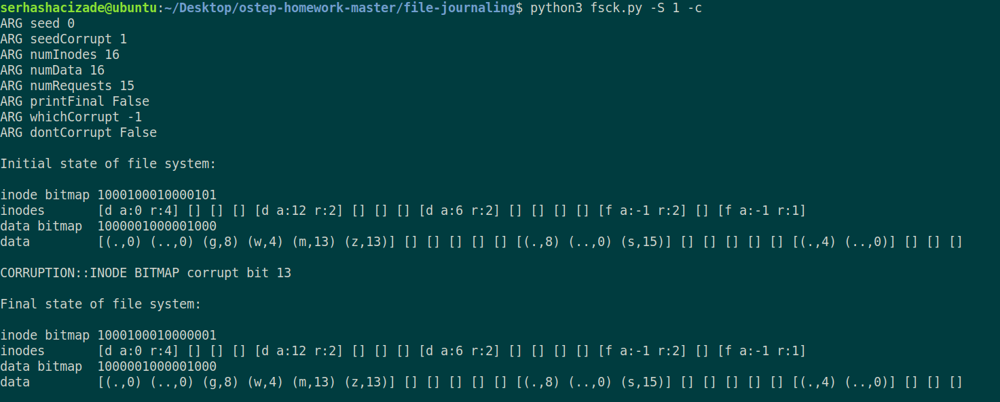 serhashacizade@ubuntu:~/Desktop/ostep-homework-master/file-journaling$ python3 fsck.py -S 1 -c
ARG seed 0
ARG seedCorrupt 1
ARG numInodes 16
ARG numData 16
ARG numRequests 15
ARG printFinal False
ARG whichCorrupt -1
ARG dontCorrupt False
Initial state of file system:
inode bitmap 1000100010000101
inodes       [d a:0 r:4] [] [] [] [d a:12 r:2] [] [] [] [d a:6 r:2] [] [] [] [] [f a:-1 r:2] [] [f a:-1 r:1]
data bitmap  1000001000001000
data         [(.,0) (..,0) (g,8) (w,4) (m,13) (z,13)] [] [] [] [] [] [(.,8) (..,0) (s,15)] [] [] [] [] [] [(.,4) (..,0)] [] [] []
CORRUPTION::INODE BITMAP corrupt bit 13
Final state of file system:
inode bitmap 1000100010000001
inodes       [d a:0 r:4] [] [] [] [d a:12 r:2] [] [] [] [d a:6 r:2] [] [] [] [] [f a:-1 r:2] [] [f a:-1 r:1]
data bitmap  1000001000001000
data         [(.,0) (..,0) (g,8) (w,4) (m,13) (z,13)] [] [] [] [] [] [(.,8) (..,0) (s,15)] [] [] [] [] [] [(.,4) (..,0)] [] [] []